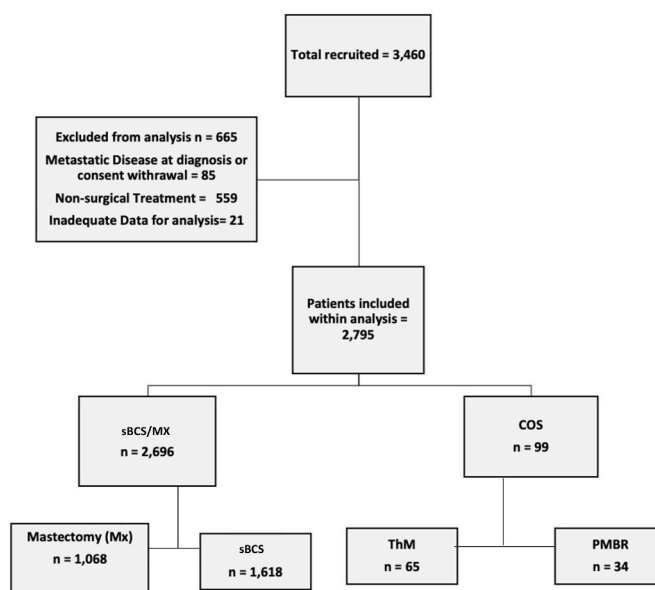 Total recruited = 3,460
Excluded from analysis n = 665
Metastatic Disease at diagnosis or
consent withrawal = 85
Non-surgical Treatment = 559
Inadequate Data for analysis= 21
Patients included
within analysis =
2,795
sBCS/MX
n = 2,696
COS
n = 99
Mastectomy (Mx)
n = 1,068
sBCS
n = 1,618
ThM
n = 65
PMBR
n = 34